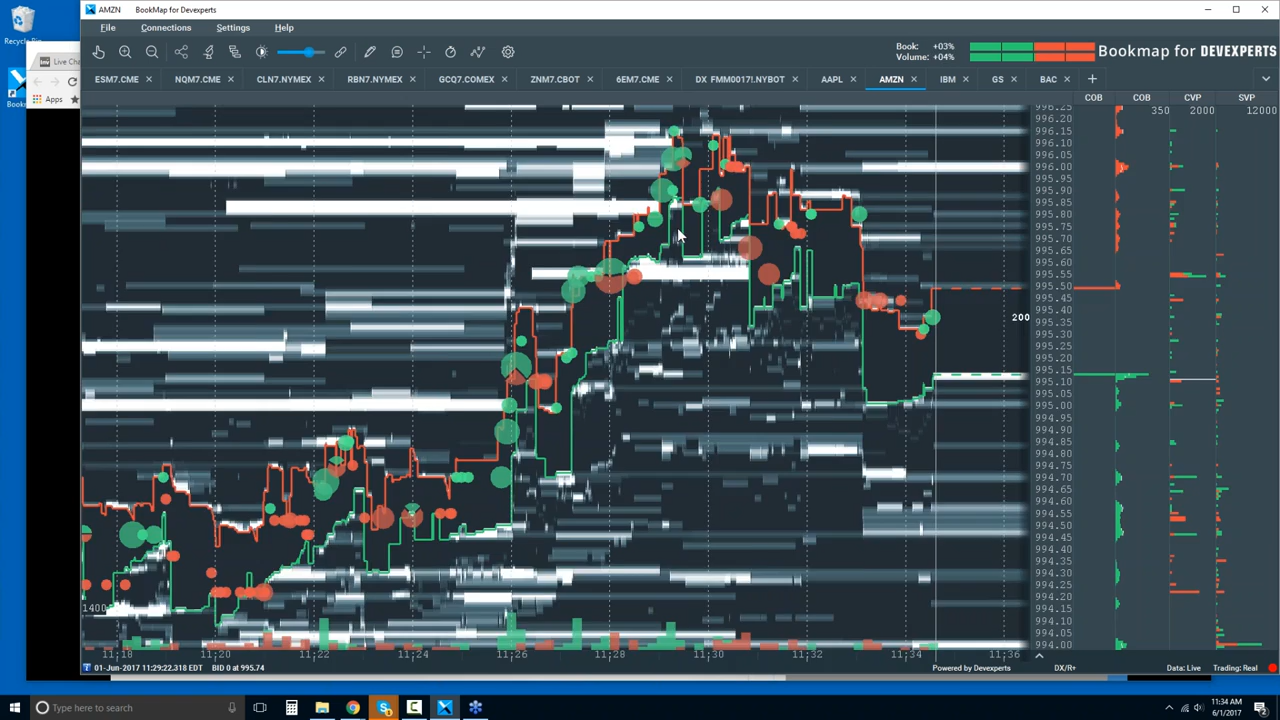 AMZN
BookMap for Devexperts
Recycle Bin
File Connections Settings Help
Live Cha
Book: +03%
Volume: +04%
Bookmap for DEVEXPERTS
ESM7.CME NQM7.CME CLN7.NYMEX RBN7.NYMEX GCQ7.COMEX ZNM7.CBOT 6EM7.CME DX FMM0017!.NYBOT AAPL AMZN IBM GS BAC
Apps
Book
COB COB CVP SVP
350 2000 12000
996.25
996.20
996.15
996.10
996.05
996.00
995.95
995.90
995.85
995.80
995.75
995.70
995.65
995.60
995.55
995.50
995.45
995.40
200
995.35
995.30
995.25
995.20
995.15
995.10
995.05
995.00
994.95
994.90
994.85
994.80
994.75
994.70
994.65
994.60
994.55
994.50
994.45
994.40
994.35
994.30
994.25
994.20
1400
994.15
994.10
994.05
994.00
11:18 11:20 11:22 11:24 11:26 11:28 11:30 11:32 11:34 11:36
01-Jun-2017 11:29:22.318 EDT BID 0 at 995.74
Powered by Devexperts DX/R+ Data: Live Trading: Real
Type here to search
11:34 AM
6/1/2017
2